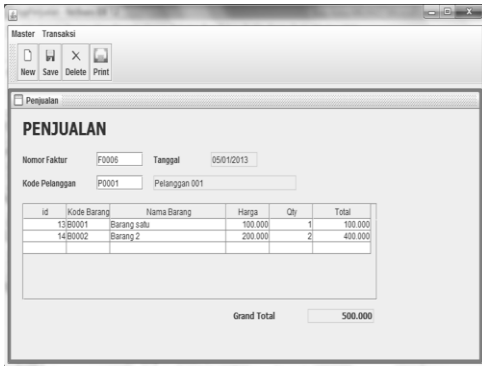 Master Transaksi
New Save Delete Print
Penjualan
PENJUALAN
Nomor Faktur F0006 Tanggal 05/01/2013
Kode Pelanggan P0001 Pelanggan 001
id Kode Barang Nama Barang Harga Qty Total
13 B0001 Barang satu 100.000 1 100.000
14 B0002 Barang 2 200.000 2 400.000
Grand Total 500.000